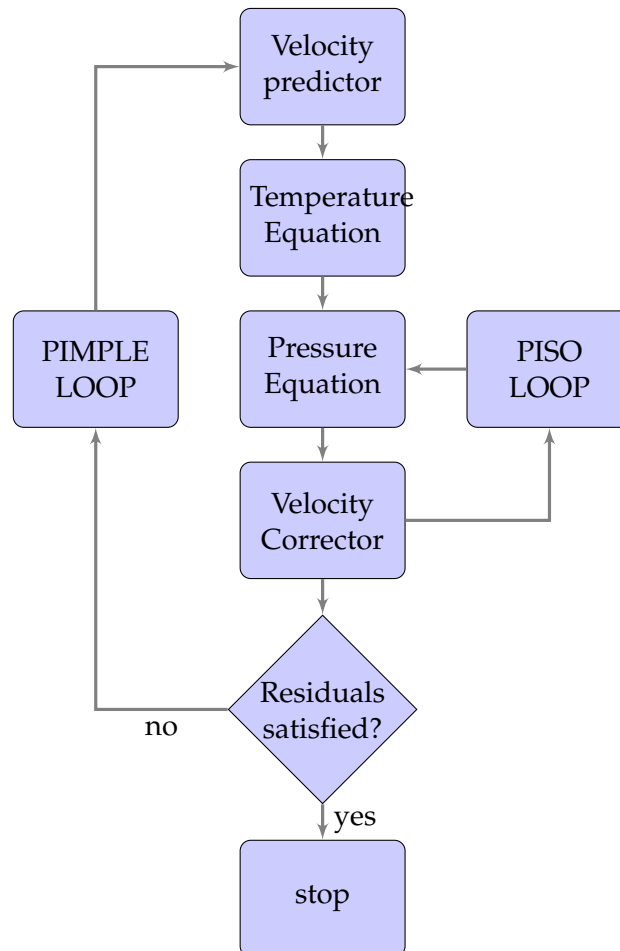 Velocity
predictor
Temperature
Equation
PIMPLE
LOOP
Pressure
Equation
PISO
LOOP
Velocity
Corrector
Residuals
satisfied?
no
yes
stop